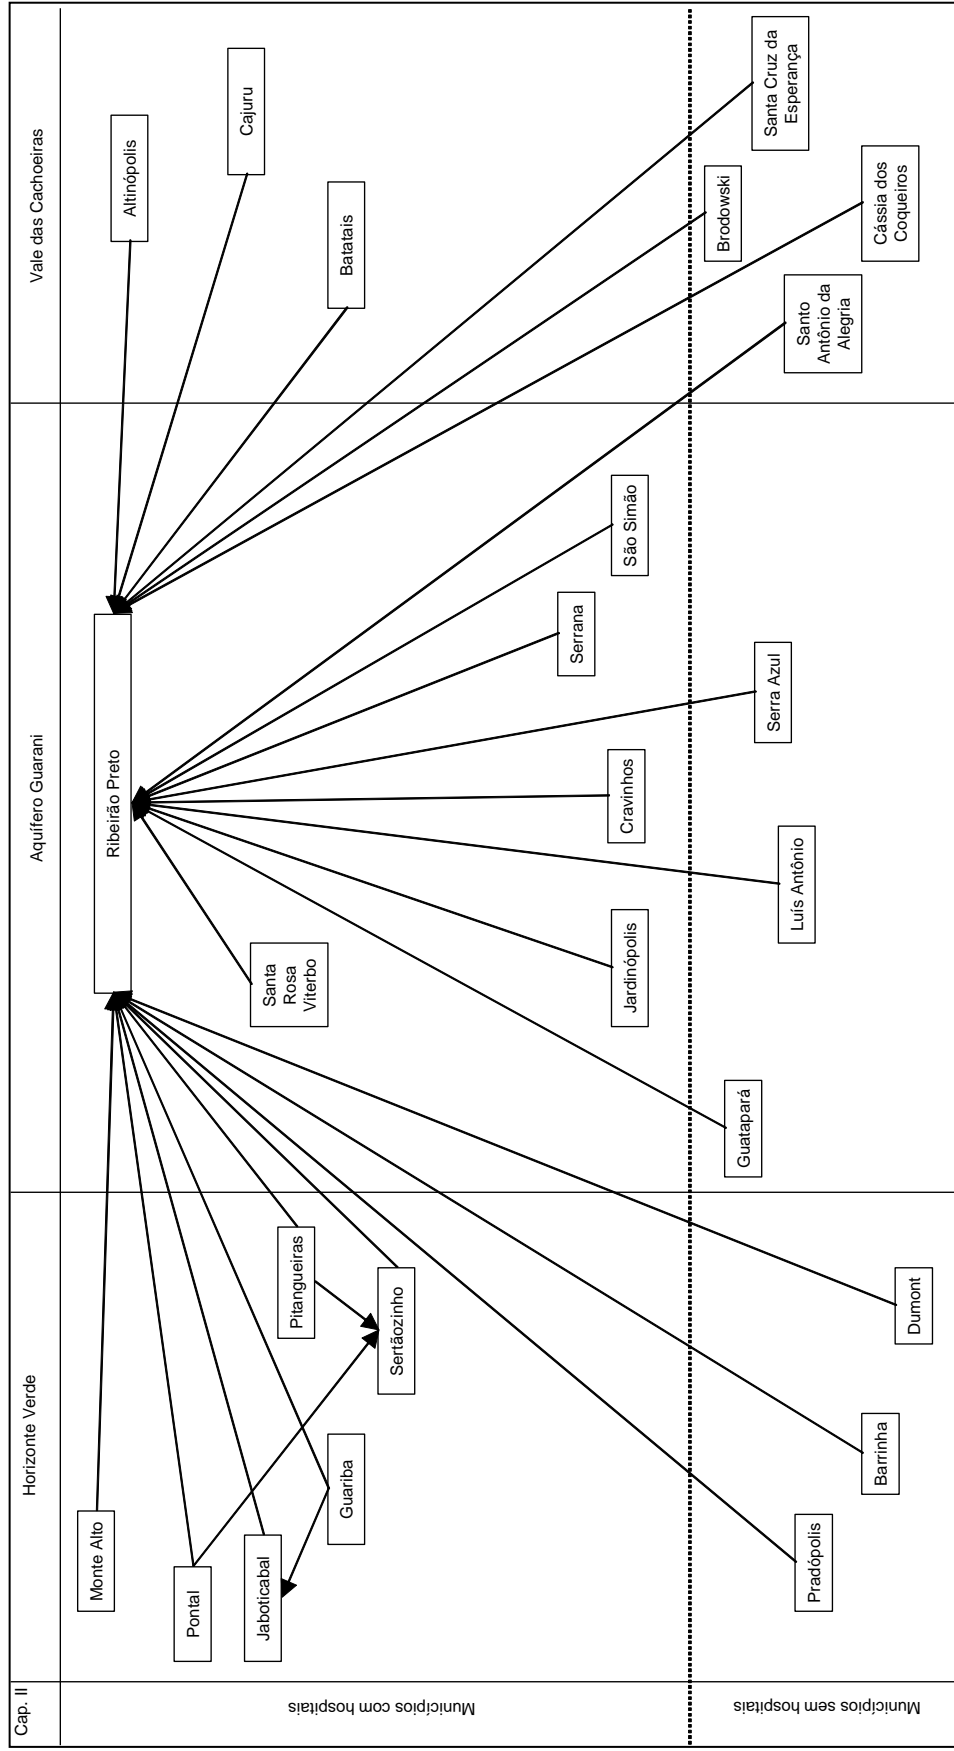 Cap. II
Horizonte Verde
Aquífero Guarani
Vale das Cachoeiras
Municípios com hospitais
Municípios sem hospitais
Monte Alto
Pontal
Jaboticabal
Guariba
Pitangueiras
Sertãozinho
Pradópolis
Barrinha
Dumont
Ribeirão Preto
Santa
Rosa
Viterbo
Jardinópolis
Cravinhos
Serrana
São Simão
Guatapará
Luís Antônio
Serra Azul
Altinópolis
Cajuru
Batatais
Brodowski
Santa Cruz da
Esperança
Santo
Antônio da
Alegria
Cássia dos
Coqueiros